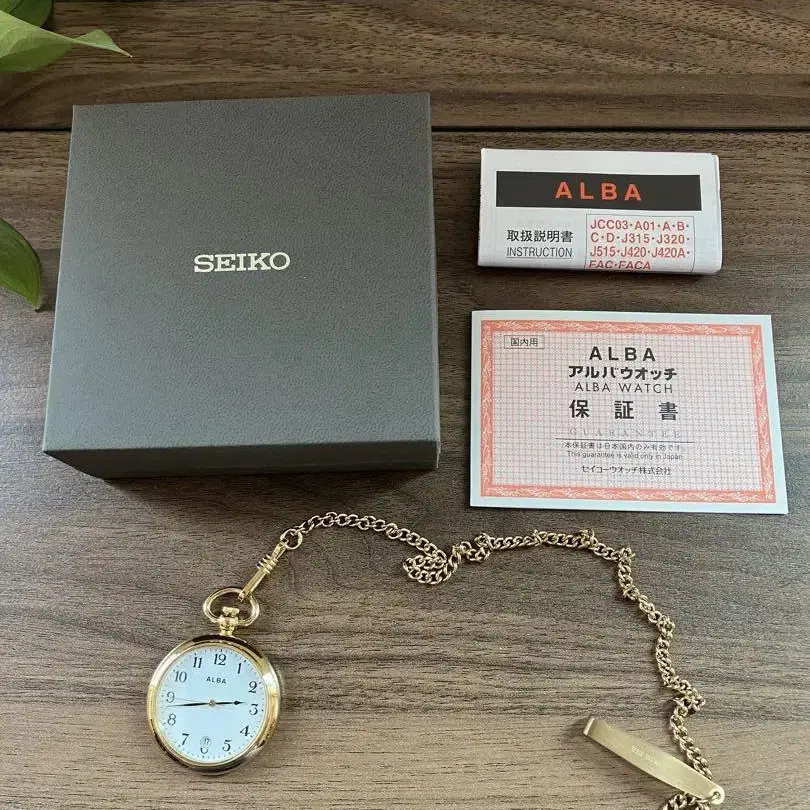 SEIKO
ALBA
取扱説明書
INSTRUCTION
JCC03・A01・A・B・
C・D・J315・J320・
J515・J420・J420A・
FAC・FACA
国内用
ALBA
アルバウオッチ
ALBA WATCH
保証書
GUARANTEE
本保証書は日本国内のみ有効です。
This guarantee is valid only in Japan.
セイコーウオッチ株式会社
12
1
2
3
4
5
6
7
8
9
10
11
ALBA
17